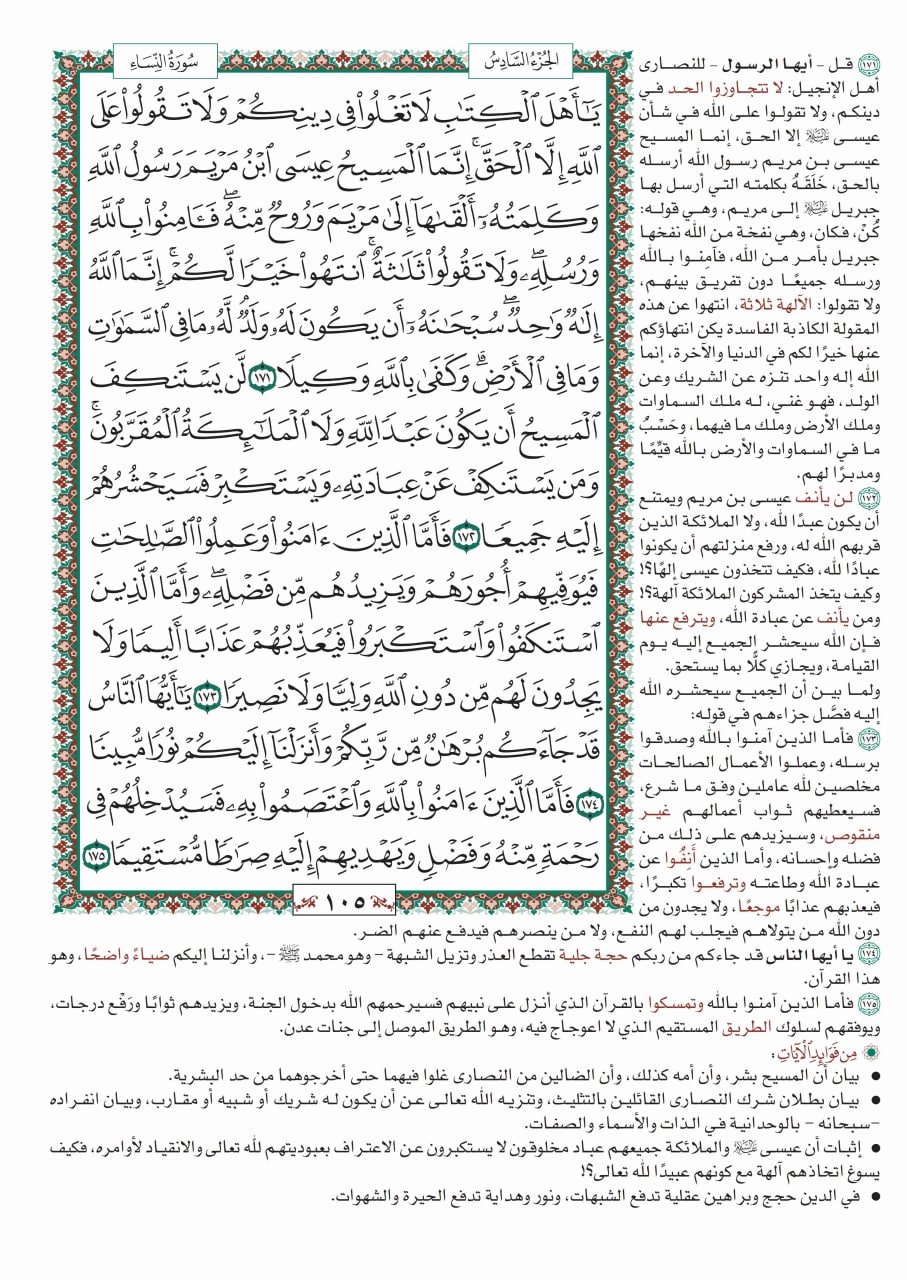 سُورَةُ النِّسَاءِ
الجُزْءُ السَّادِسُ
يَٰٓأَهْلَ ٱلْكِتَٰبِ لَا تَغْلُوا۟ فِى دِينِكُمْ وَلَا تَقُولُوا۟ عَلَى
ٱللَّهِ إِلَّا ٱلْحَقَّ ۚ إِنَّمَا ٱلْمَسِيحُ عِيسَى ٱبْنُ مَرْيَمَ رَسُولُ ٱللَّهِ
وَكَلِمَتُهُۥٓ أَلْقَىٰهَآ إِلَىٰ مَرْيَمَ وَرُوحٌ مِّنْهُ ۖ فَـَٔامِنُوا۟ بِٱللَّهِ
وَرُسُلِهِۦ ۖ وَلَا تَقُولُوا۟ ثَلَٰثَةٌ ۚ ٱنتَهُوا۟ خَيْرًا لَّكُمْ ۚ إِنَّمَا ٱللَّهُ
إِلَٰهٌ وَٰحِدٌ ۖ سُبْحَٰنَهُۥٓ أَن يَكُونَ لَهُۥ وَلَدٌ ۘ لَّهُۥ مَا فِى ٱلسَّمَٰوَٰتِ
وَمَا فِى ٱلْأَرْضِ ۗ وَكَفَىٰ بِٱللَّهِ وَكِيلًا ١٧١ لَّن يَسْتَنكِفَ
ٱلْمَسِيحُ أَن يَكُونَ عَبْدًا لِّلَّهِ وَلَا ٱلْمَلَٰٓئِكَةُ ٱلْمُقَرَّبُونَ ۚ
وَمَن يَسْتَنكِفْ عَنْ عِبَادَتِهِۦ وَيَسْتَكْبِرْ فَسَيَحْشُرُهُمْ
إِلَيْهِ جَمِيعًا ١٧٢ فَأَمَّا ٱلَّذِينَ ءَامَنُوا۟ وَعَمِلُوا۟ ٱلصَّٰلِحَٰتِ
فَيُوَفِّيهِمْ أُجُورَهُمْ وَيَزِيدُهُم مِّن فَضْلِهِۦ ۖ وَأَمَّا ٱلَّذِينَ
ٱسْتَنكَفُوا۟ وَٱسْتَكْبَرُوا۟ فَيُعَذِّبُهُمْ عَذَابًا أَلِيمًا وَلَا
يَجِدُونَ لَهُم مِّن دُونِ ٱللَّهِ وَلِيًّا وَلَا نَصِيرًا ١٧٣ يَٰٓأَيُّهَا ٱلنَّاسُ
قَدْ جَآءَكُم بُرْهَٰنٌ مِّن رَّبِّكُمْ وَأَنزَلْنَآ إِلَيْكُمْ نُورًا مُّبِينًا
١٧٤ فَأَمَّا ٱلَّذِينَ ءَامَنُوا۟ بِٱللَّهِ وَٱعْتَصَمُوا۟ بِهِۦ فَسَيُدْخِلُهُمْ فِى
رَحْمَةٍ مِّنْهُ وَفَضْلٍ وَيَهْدِيهِمْ إِلَيْهِ صِرَٰطًا مُّسْتَقِيمًا ١٧٥
١٠٥
١٧١ قل – أيها الرسول – للنصارى
أهل الإنجيل: لا تتجاوزوا الحد في
دينكم، ولا تقولوا على الله في شأن
عيسى ﷺ إلا الحق، إنما المسيح
عيسى بن مريم رسول الله أرسله
بالحق، خَلَقَهُ بكلمته التي أرسل بها
جبريل ﷺ إلى مريم، وهي قوله:
كُنْ، فكان، وهي نفخة من الله نفخها
جبريل بأمر من الله، فآمِنوا بالله
ورسله جميعًا دون تفريق بينهم،
ولا تقولوا: الآلهة ثلاثة، انتهوا عن هذه
المقولة الكاذبة الفاسدة يكن انتهاؤكم
عنها خيرًا لكم في الدنيا والآخرة، إنما
الله إله واحد تنزه عن الشريك وعن
الولد، فهو غني، له ملك السماوات
وملك الأرض وملك ما فيهما، وحَسْبُ
ما في السماوات والأرض بالله قيِّمًا
ومدبرًا لهم.
١٧٢ لن يأنف عيسى بن مريم ويمتنع
أن يكون عبدًا لله، ولا الملائكة الذين
قربهم الله له، ورفع منزلتهم أن يكونوا
عبادًا لله، فكيف تتخذون عيسى إلهًا؟!
وكيف يتخذ المشركون الملائكة آلهة؟!
ومن يأنف عن عبادة الله، ويترفع عنها
فإن الله سيحشر الجميع إليه يوم
القيامة، ويجازي كلًّا بما يستحق.
ولما بين أن الجميع سيحشره الله
إليه فصَّل جزاءهم في قوله:
١٧٣ فأما الذين آمنوا بالله وصدقوا
برسله، وعملوا الأعمال الصالحات
مخلصين لله عاملين وفق ما شرع،
فسيعطيهم ثواب أعمالهم غير
منقوص، وسيزيدهم على ذلك من
فضله وإحسانه، وأما الذين أَنِفُوا عن
عبادة الله وطاعته وترفعوا تكبرًا،
فيعذبهم عذابًا موجعًا، ولا يجدون من
دون الله من يتولاهم فيجلب لهم النفع، ولا من ينصرهم فيدفع عنهم الضر.
١٧٤ يا أيها الناس قد جاءكم من ربكم حجة جلية تقطع العذر وتزيل الشبهة –وهو محمد ﷺ –، وأنزلنا إليكم ضياءً واضحًا، وهو
هذا القرآن.
١٧٥ فأما الذين آمنوا بالله وتمسكوا بالقرآن الذي أنزل على نبيهم فسيرحمهم الله بدخول الجنة، ويزيدهم ثوابًا ورَفْع درجات،
ويوفقهم لسلوك الطريق المستقيم الذي لا اعوجاج فيه، وهو الطريق الموصل إلى جنات عدن.
مِن فَوَائِدِ الْآيَاتِ:
• بيان أن المسيح بشر، وأن أمه كذلك، وأن الضالين من النصارى غلوا فيهما حتى أخرجوهما من حد البشرية.
• بيان بطلان شرك النصارى القائلين بالتثليث، وتنزيه الله تعالى عن أن يكون له شريك أو شبيه أو مقارب، وبيان انفراده
–سبحانه – بالوحدانية في الذات والأسماء والصفات.
• إثبات أن عيسى ﷺ والملائكة جميعهم عباد مخلوقون لا يستكبرون عن الاعتراف بعبوديتهم لله تعالى والانقياد لأوامره، فكيف
يسوغ اتخاذهم آلهة مع كونهم عبيدًا لله تعالى؟!
• في الدين حجج وبراهين عقلية تدفع الشبهات، ونور وهداية تدفع الحيرة والشهوات.